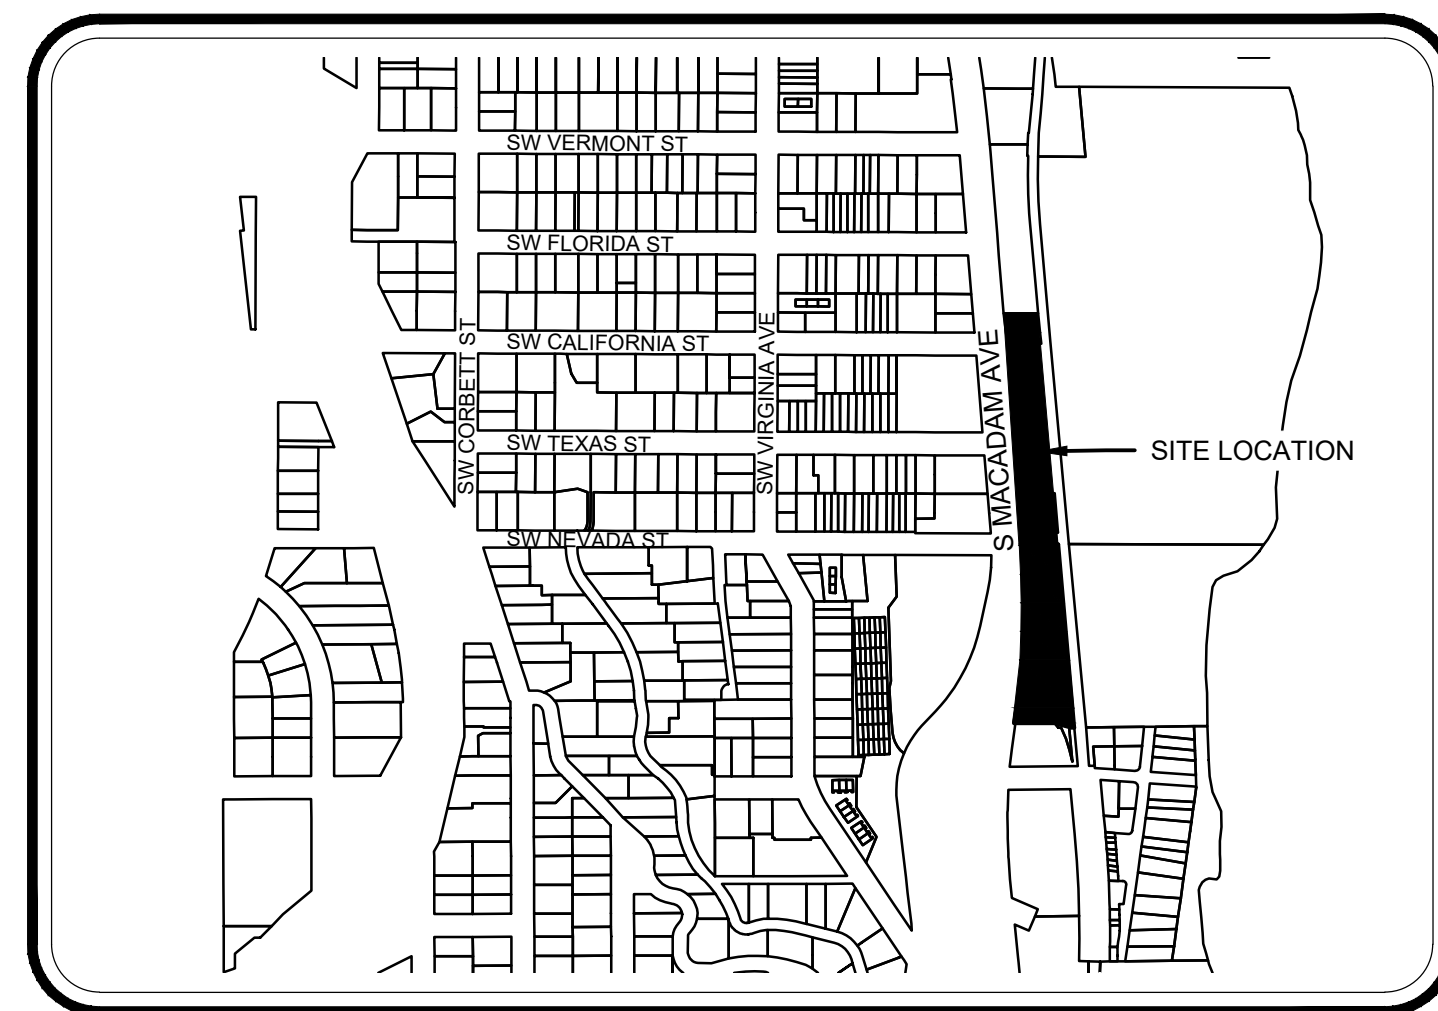 SW VERMONT ST
SW FLORIDA ST
SW CALIFORNIA ST
SW CORBETT ST
SW VIRGINIA AVE
S MACADAM AVE
SW TEXAS ST
SITE LOCATION
SW NEVADA ST